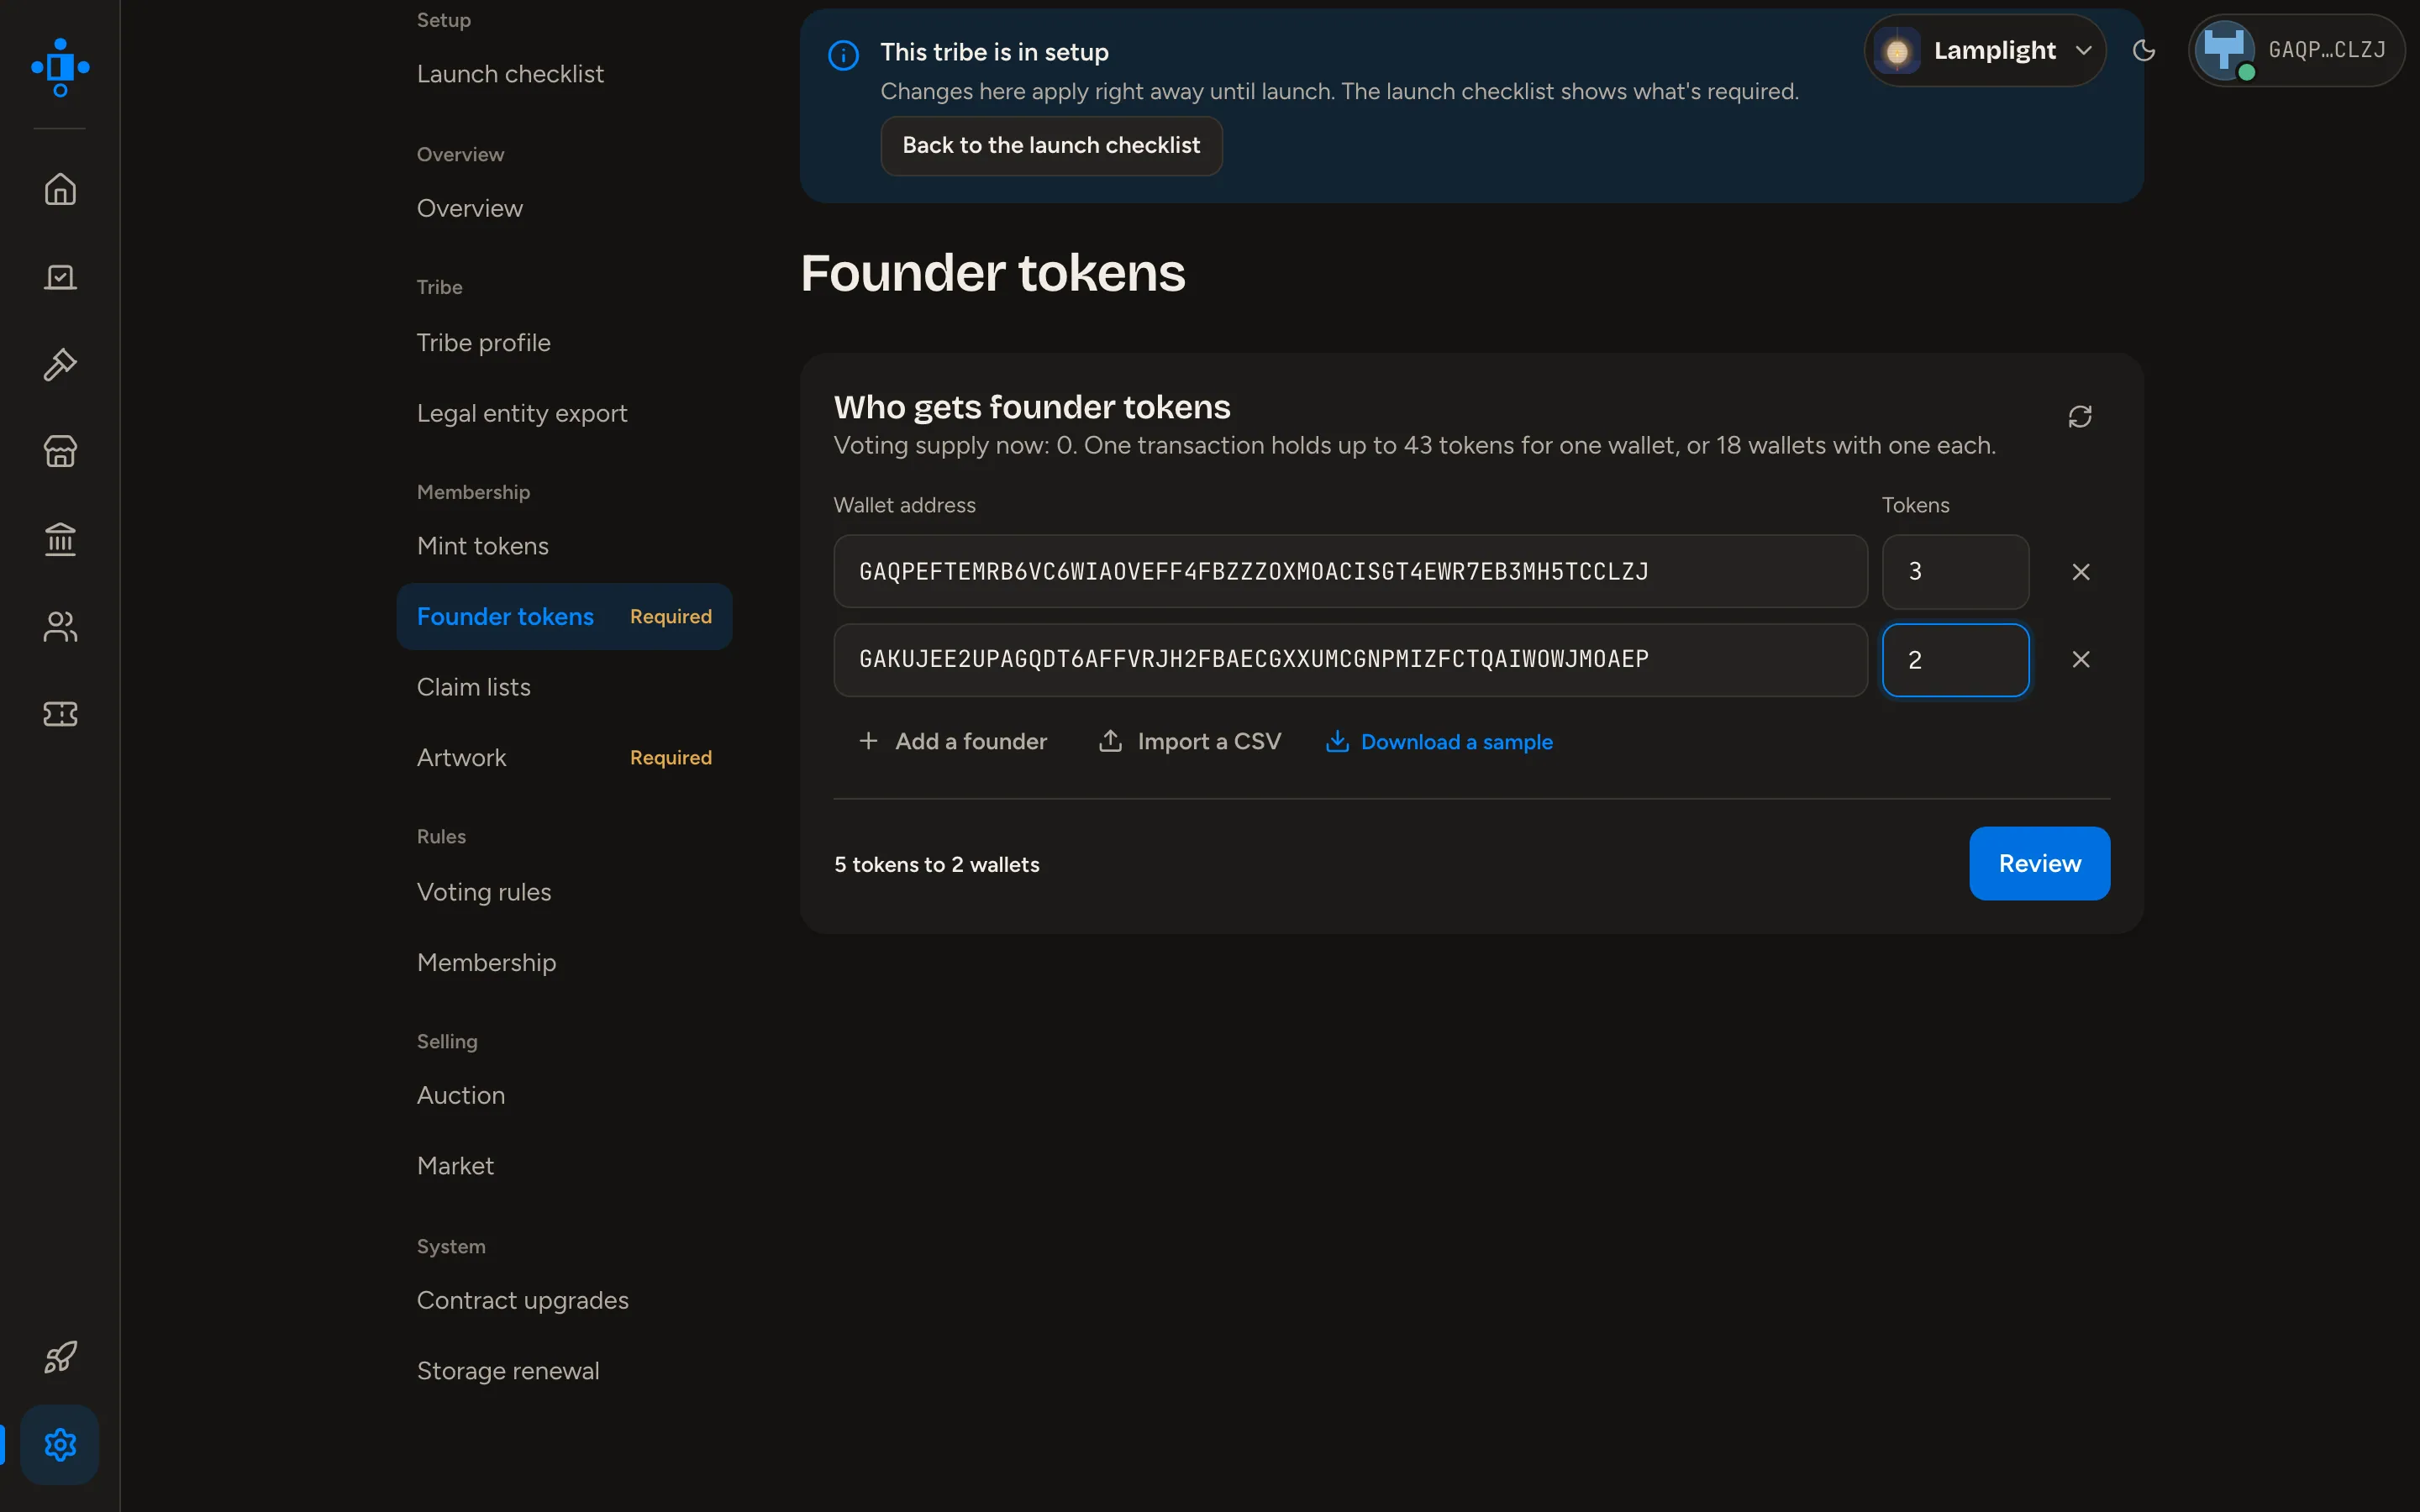 Setup
Launch checklist
Overview
Overview
Tribe
Tribe profile
Legal entity export
Membership
Mint tokens
Founder tokens Required
Claim lists
Artwork Required
Rules
Voting rules
Membership
Selling
Auction
Market
System
Contract upgrades
Storage renewal
This tribe is in setup
Changes here apply right away until launch. The launch checklist shows what's required.
Back to the launch checklist
Lamplight
GAQP...CLZJ
Founder tokens
Who gets founder tokens
Voting supply now: 0. One transaction holds up to 43 tokens for one wallet, or 18 wallets with one each.
Wallet address Tokens
GAQPEFTEMRB6VC6WIAOVEFF4FBZZZOXMOACISGT4EWR7EB3MH5TCCLZJ 3
GAKUJEE2UPAGQDT6AFFVRJH2FBAECGXXUMCGNPMIZFCTQAIWOWJMOAEP 2
Add a founder Import a CSV Download a sample
5 tokens to 2 wallets
Review